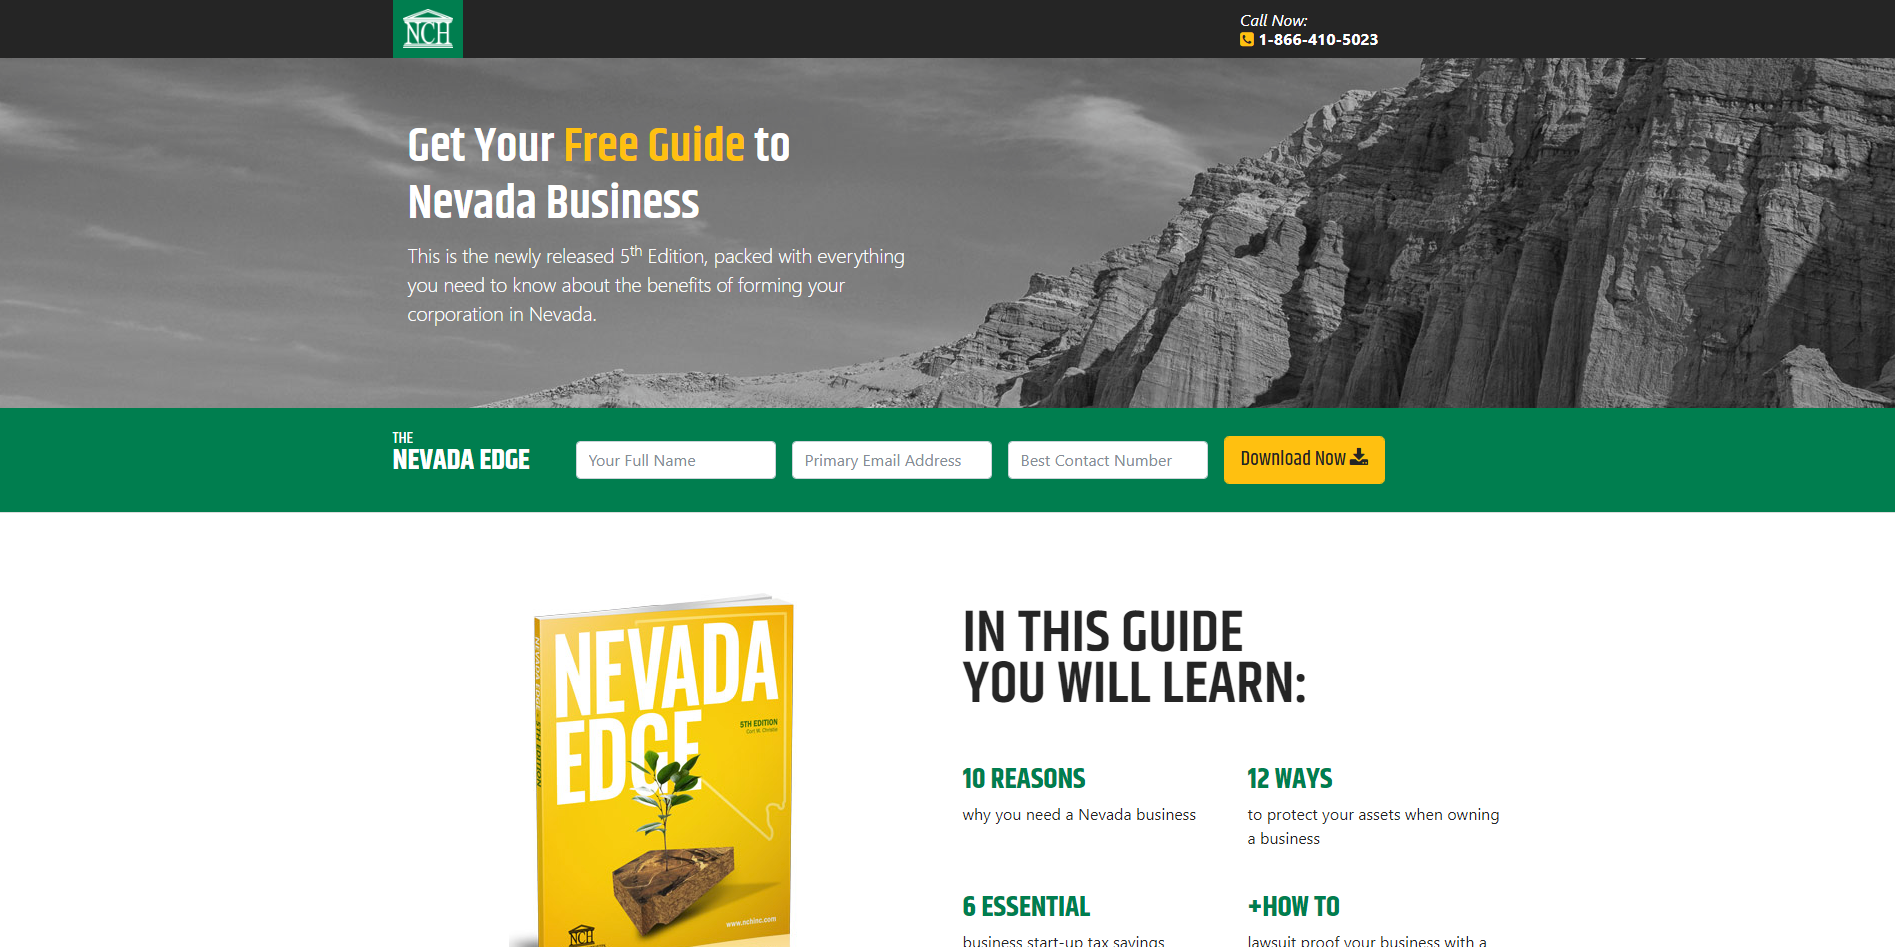 NCH
Call Now:
1-866-410-5023
Get Your Free Guide to
Nevada Business
This is the newly released 5th Edition, packed with everything
you need to know about the benefits of forming your
corporation in Nevada.
THE
NEVADA EDGE
Your Full Name
Primary Email Address
Best Contact Number
Download Now
NEVADA EDGE - 5TH EDITION
NEVADA
EDGE
5TH EDITION
Cort W. Christie
www.nchinc.com
NCH
IN THIS GUIDE
YOU WILL LEARN:
10 REASONS
why you need a Nevada business
12 WAYS
to protect your assets when owning
a business
6 ESSENTIAL
business start-up tax savings
+HOW TO
lawsuit proof your business with a